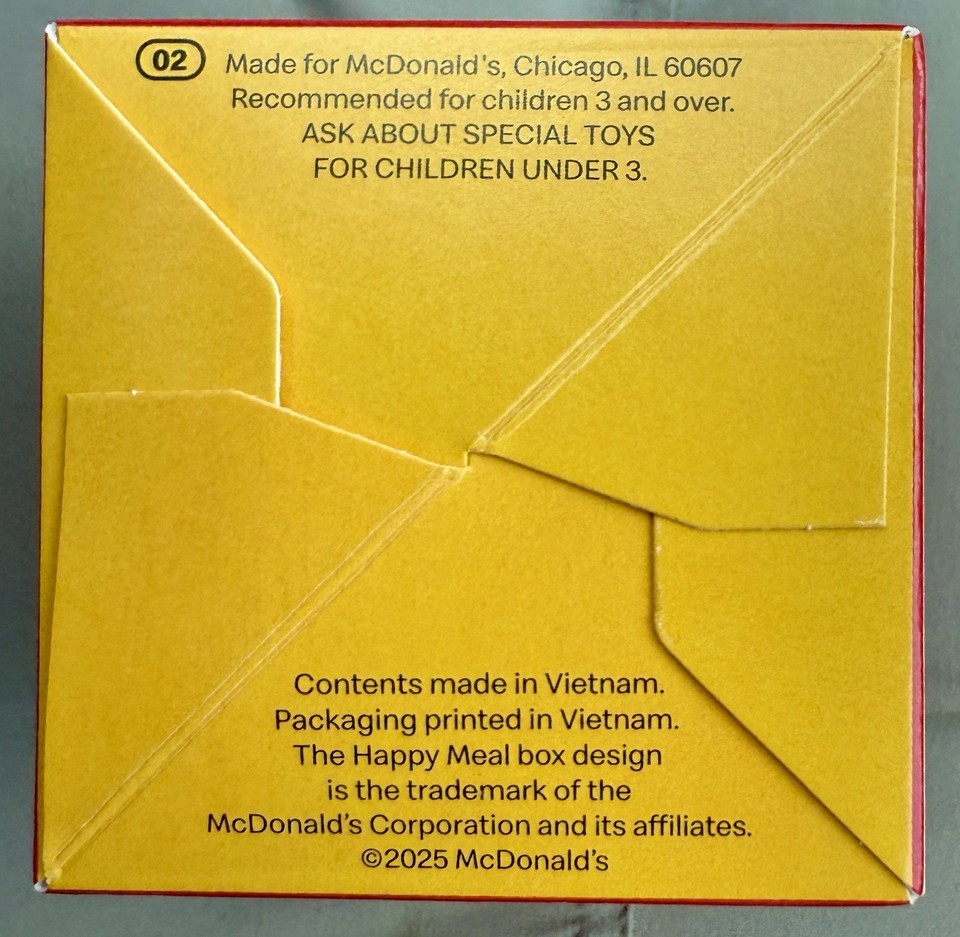 02 Made for McDonald's, Chicago, IL 60607
Recommended for children 3 and over.
ASK ABOUT SPECIAL TOYS
FOR CHILDREN UNDER 3.
Contents made in Vietnam.
Packaging printed in Vietnam.
The Happy Meal box design
is the trademark of the
McDonald’s Corporation and its affiliates.
©2025 McDonald’s